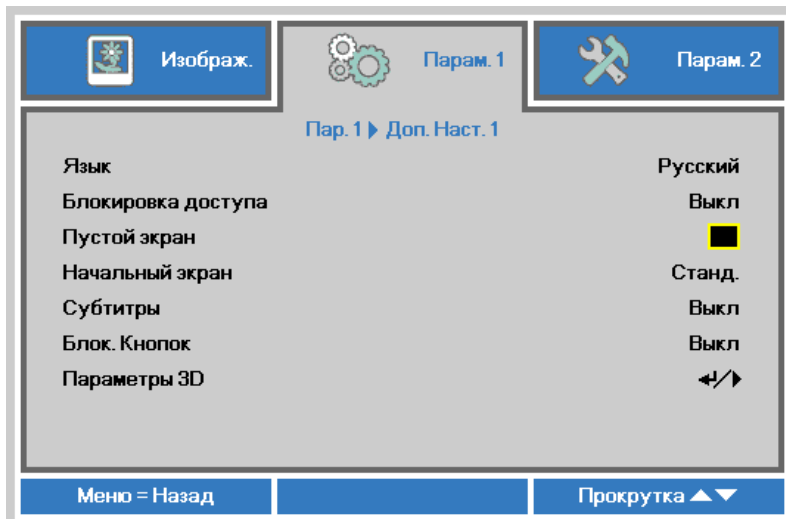 Изображ.
Парам. 1
Парам. 2
Пар. 1 ▶ Доп. Наст. 1
Язык Русский
Блокировка доступа Выкл
Пустой экран
Начальный экран Станд.
Субтитры Выкл
Блок. Кнопок Выкл
Параметры 3D ↵/▶
Меню = Назад
Прокрутка ▲▼